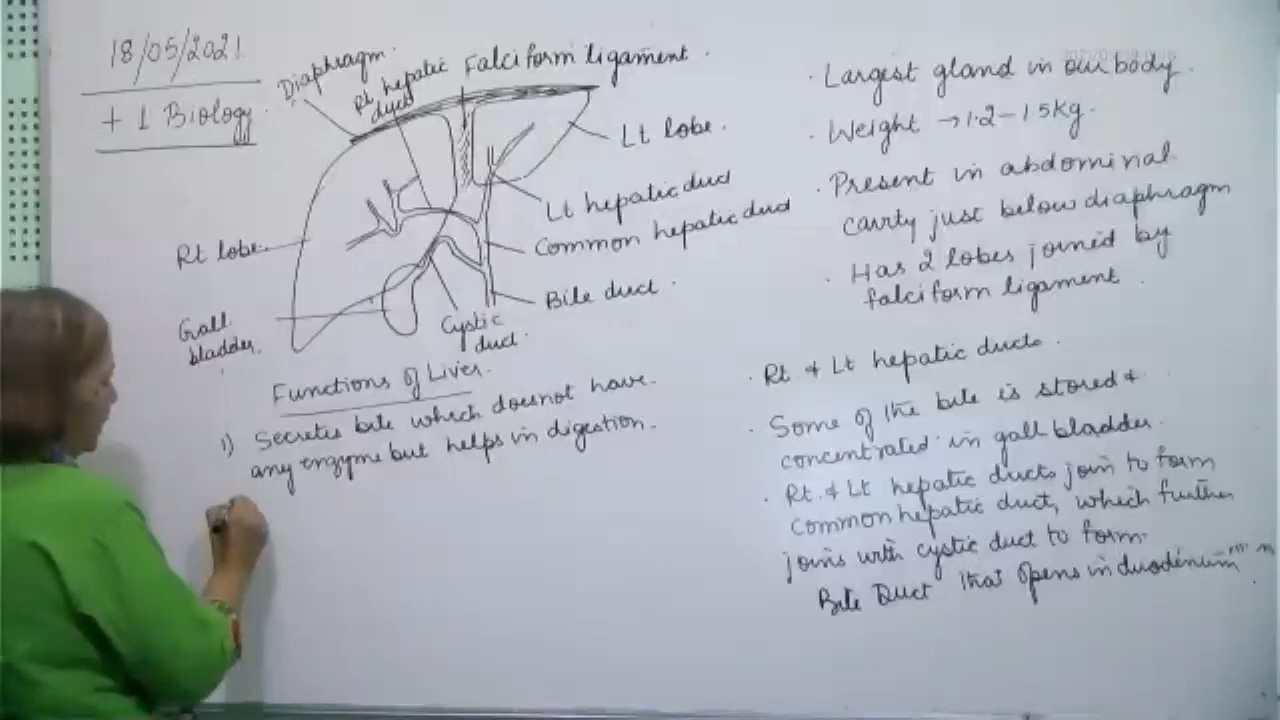 18/05/2021
+ 1 Biology
Diaphragm
Rt hepatic
duct
Falciform ligament
Lt lobe
Lt hepatic duct
Common hepatic duct
Bile duct
Rt lobe
Gall
bladder
Cystic
duct
Functions of Liver
1) Secretes bile which doesnot have
any enzyme but helps in digestion.
· Largest gland in our body
· Weight → 1.2 - 1.5 kg.
· Present in abdominal
cavity just below diaphragm
· Has 2 lobes joined by
falciform ligament
· Rt & Lt hepatic ducts.
· Some of the bile is stored &
concentrated in gall bladder.
· Rt. & Lt hepatic ducts join to form
common hepatic duct, which further
joins with cystic duct to form
Bile Duct that opens in duodenium